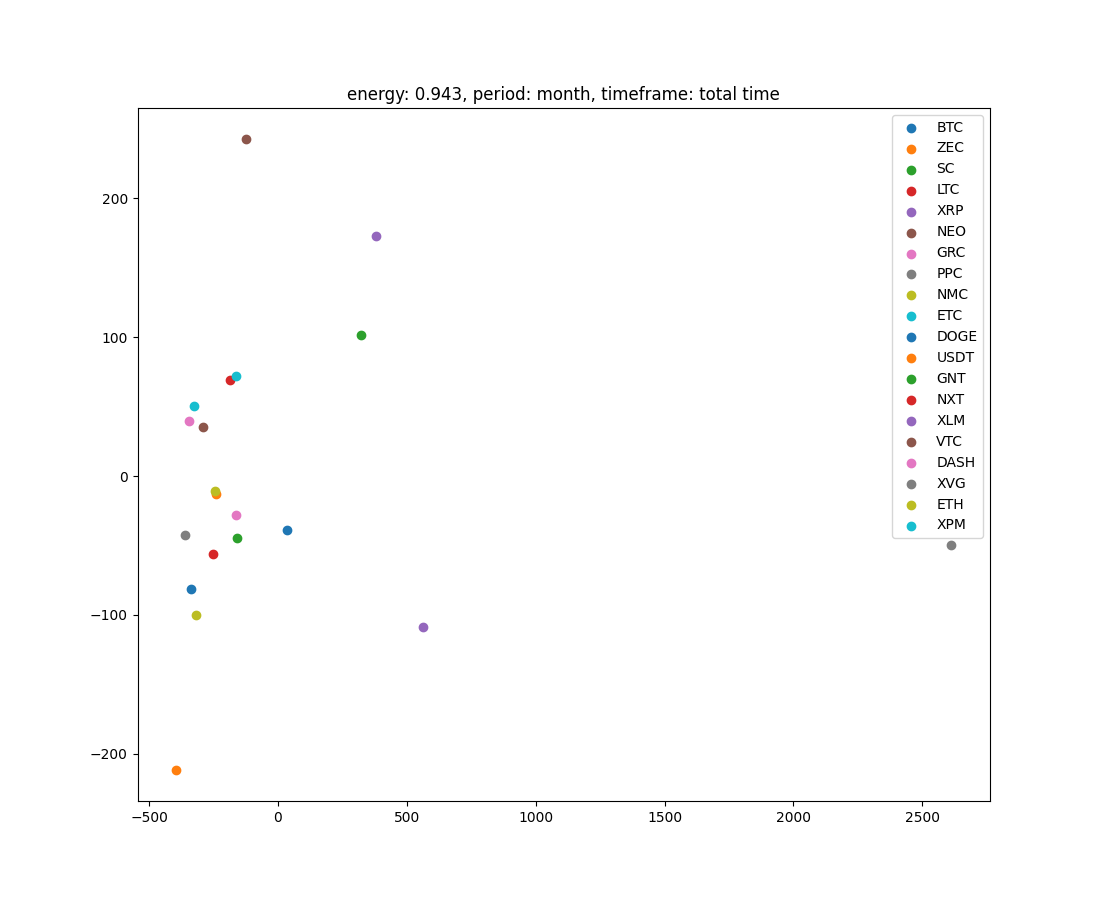 energy: 0.943, period: month, timeframe: total time
200
100
0
−100
−200
−500
0
500
1000
1500
2000
2500
BTC
ZEC
SC
LTC
XRP
NEO
GRC
PPC
NMC
ETC
DOGE
USDT
GNT
NXT
XLM
VTC
DASH
XVG
ETH
XPM